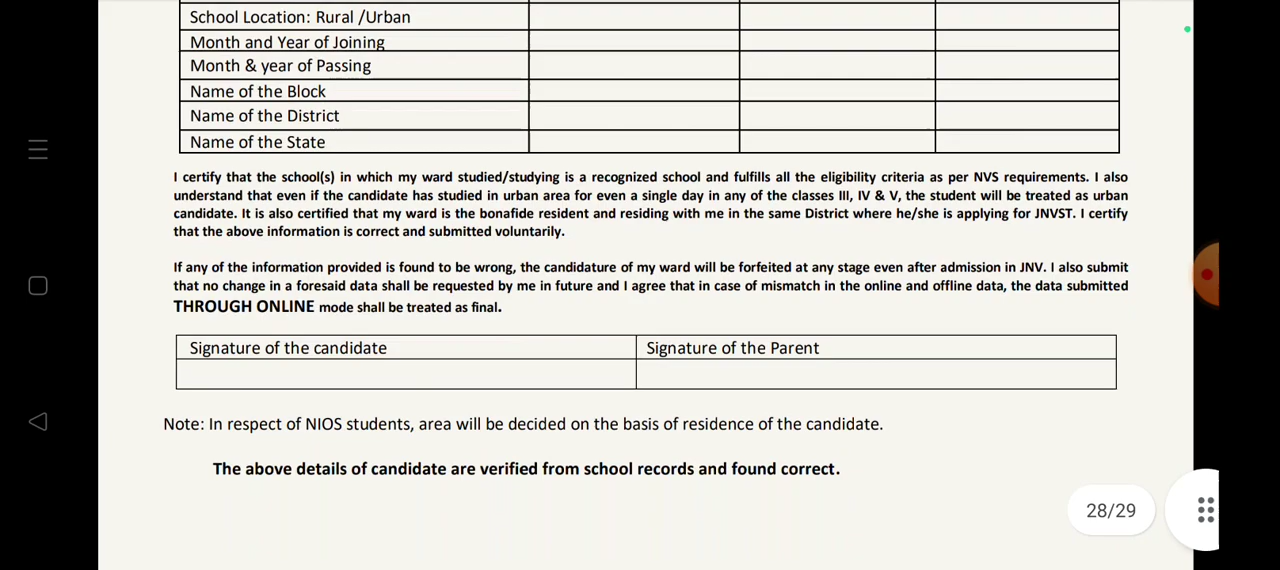 School Location: Rural /Urban
Month and Year of Joining
Month & year of Passing
Name of the Block
Name of the District
Name of the State
I certify that the school(s) in which my ward studied/studying is a recognized school and fulfills all the eligibility criteria as per NVS requirements. I also
understand that even if the candidate has studied in urban area for even a single day in any of the classes III, IV & V, the student will be treated as urban
candidate. It is also certified that my ward is the bonafide resident and residing with me in the same District where he/she is applying for JNVST. I certify
that the above information is correct and submitted voluntarily.
If any of the information provided is found to be wrong, the candidature of my ward will be forfeited at any stage even after admission in JNV. I also submit
that no change in a foresaid data shall be requested by me in future and I agree that in case of mismatch in the online and offline data, the data submitted
THROUGH ONLINE mode shall be treated as final.
Signature of the candidate Signature of the Parent
Note: In respect of NIOS students, area will be decided on the basis of residence of the candidate.
The above details of candidate are verified from school records and found correct.
28/29